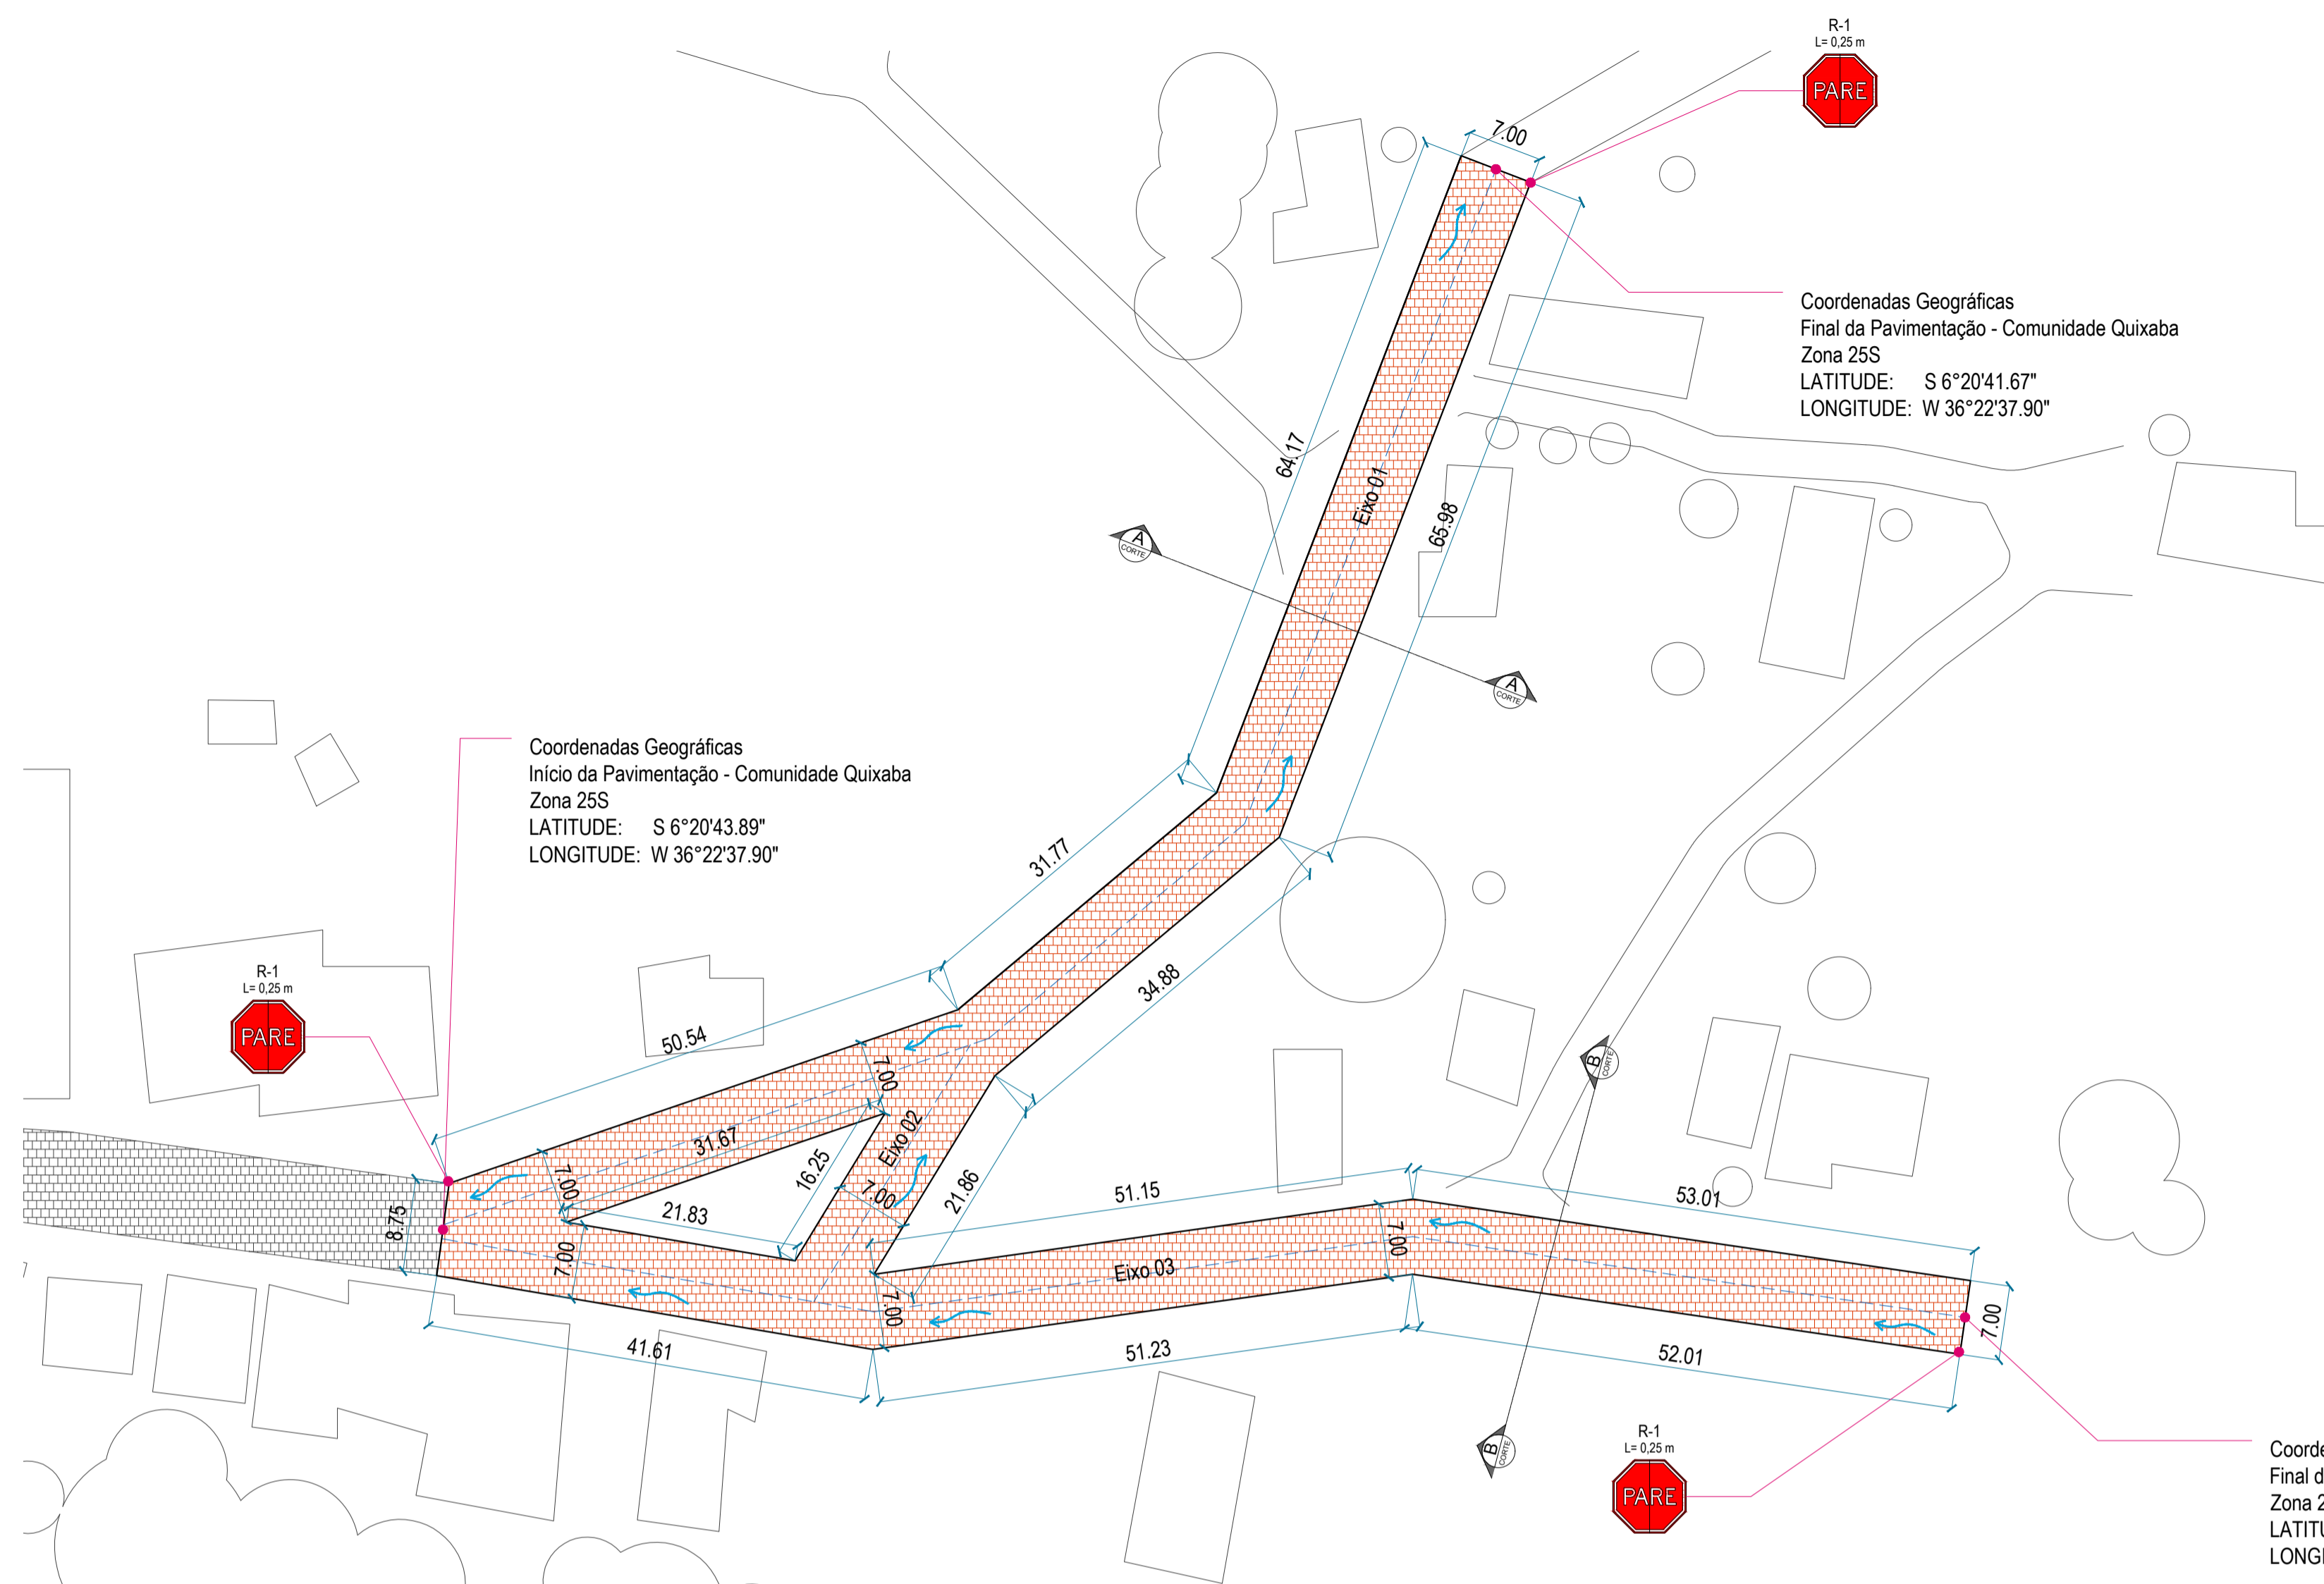 R-1
L= 0,25 m
PARE
7.00
Coordenadas Geográficas
Final da Pavimentação - Comunidade Quixaba
Zona 25S
LATITUDE: S 6°20'41.67"
LONGITUDE: W 36°22'37.90"
64.17
Eixo 01
65.98
A
CORTE
A
CORTE
Coordenadas Geográficas
Início da Pavimentação - Comunidade Quixaba
Zona 25S
LATITUDE: S 6°20'43.89"
LONGITUDE: W 36°22'37.90"
31.77
34.88
R-1
L= 0,25 m
PARE
50.54
7.00
Eixo 02
31.67
16.25
7.00
7.00
21.86
21.83
8.75
7.00
51.15
53.01
B
CORTE
7.00
Eixo 03
7.00
7.00
41.61
51.23
52.01
B
CORTE
R-1
L= 0,25 m
PARE
Final d
Zona 2